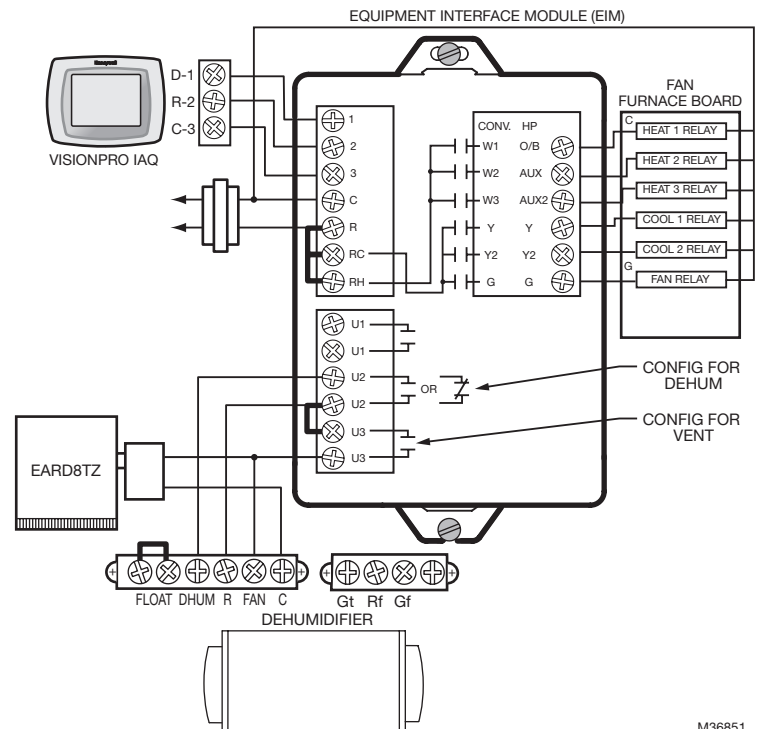 EQUIPMENT INTERFACE MODULE (EIM)
Honeywell
VISIONPRO IAQ
D-1
R-2
C-3
1
2
3
C
R
RC
RH
CONV. HP
W1 O/B
W2 AUX
W3 AUX2
Y Y
Y2 Y2
G G
FAN
FURNACE BOARD
C
HEAT 1 RELAY
HEAT 2 RELAY
HEAT 3 RELAY
COOL 1 RELAY
COOL 2 RELAY
G
FAN RELAY
U1
U1
U2
U2
U3
U3
OR
CONFIG FOR
DEHUM
CONFIG FOR
VENT
EARD8TZ
FLOAT DHUM R FAN C
Gt Rf Gf
DEHUMIDIFIER
M36851